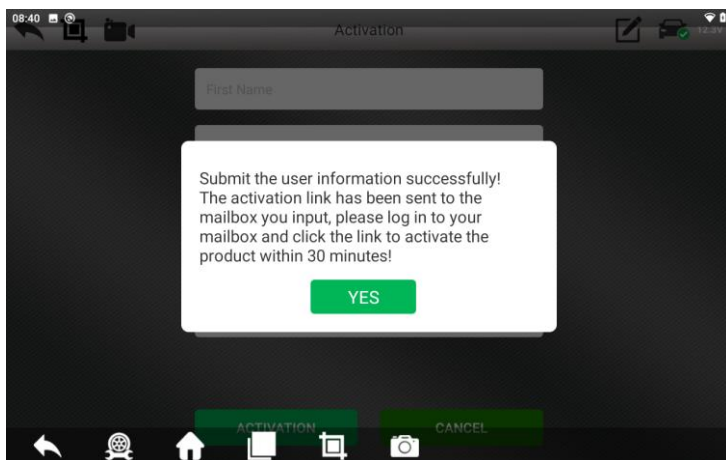 08:40
Activation
12.3V
First Name
Submit the user information successfully!
The activation link has been sent to the
mailbox you input, please log in to your
mailbox and click the link to activate the
product within 30 minutes!
YES
ACTIVATION
CANCEL